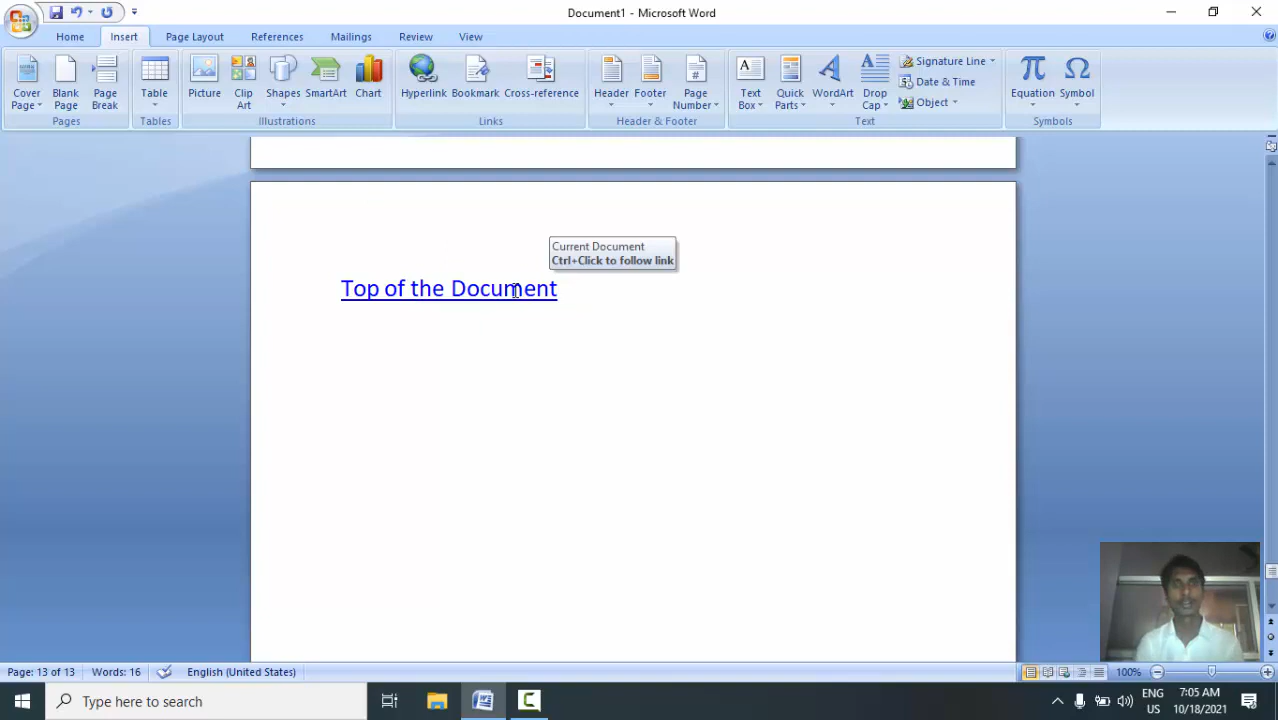 Document1 - Microsoft Word
Home Insert Page Layout References Mailings Review View
Cover Page Blank Page Page Break Table Picture Clip Art Shapes SmartArt Chart Hyperlink Bookmark Cross-reference Header Footer Page Number Text Box Quick Parts WordArt Drop Cap Signature Line Date & Time Object Equation Symbol
Pages Tables Illustrations Links Header & Footer Text Symbols
Current Document
Ctrl+Click to follow link
Top of the Document
Page: 13 of 13 Words: 16 English (United States) 100%
Type here to search
ENG US
7:05 AM
10/18/2021